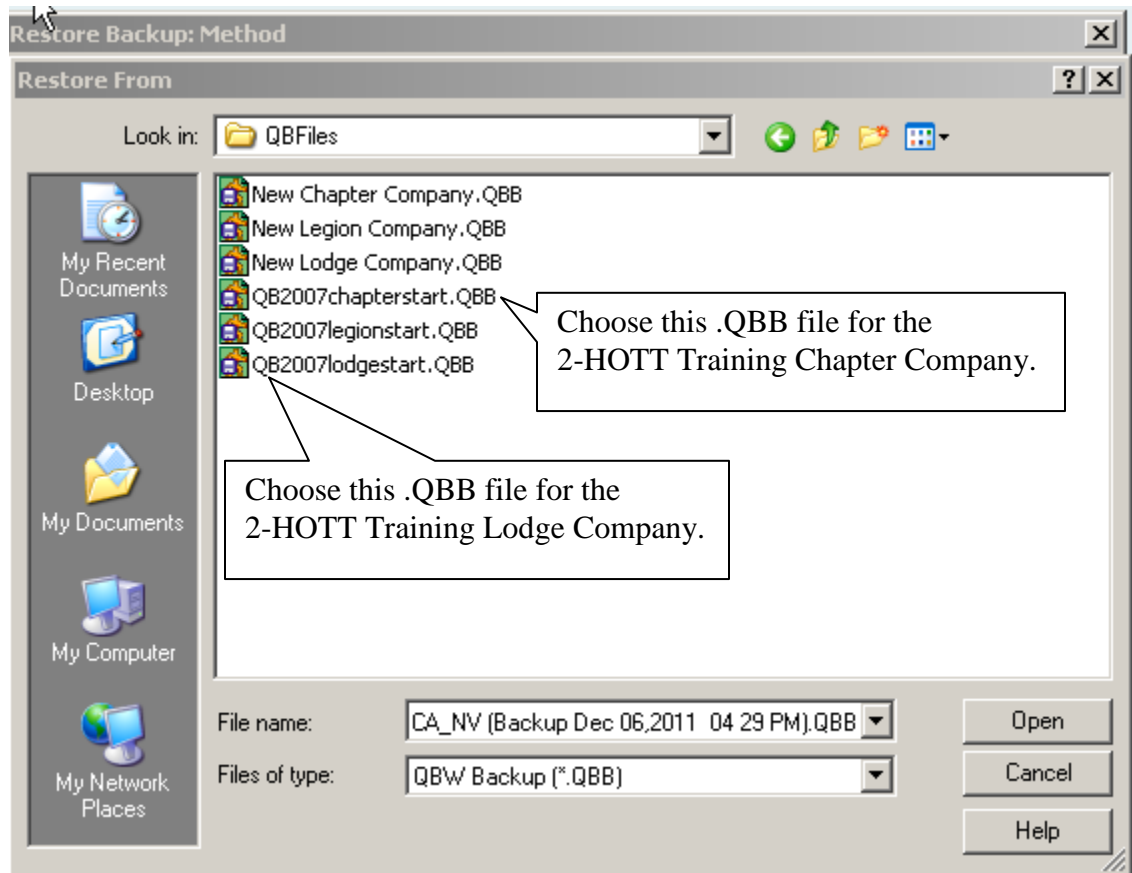 Restore Backup: Method
Restore From
Look in:
QBFiles
My Recent
Documents
Desktop
My Documents
My Computer
My Network
Places
New Chapter Company.QBB
New Legion Company.QBB
New Lodge Company.QBB
QB2007chapterstart.QBB
QB2007legionstart.QBB
QB2007lodgestart.QBB
Choose this .QBB file for the
2-HOTT Training Chapter Company.
Choose this .QBB file for the
2-HOTT Training Lodge Company.
File name:
CA_NV (Backup Dec 06,2011 04 29 PM).QBB
Open
Files of type:
QBW Backup (*.QBB)
Cancel
Help